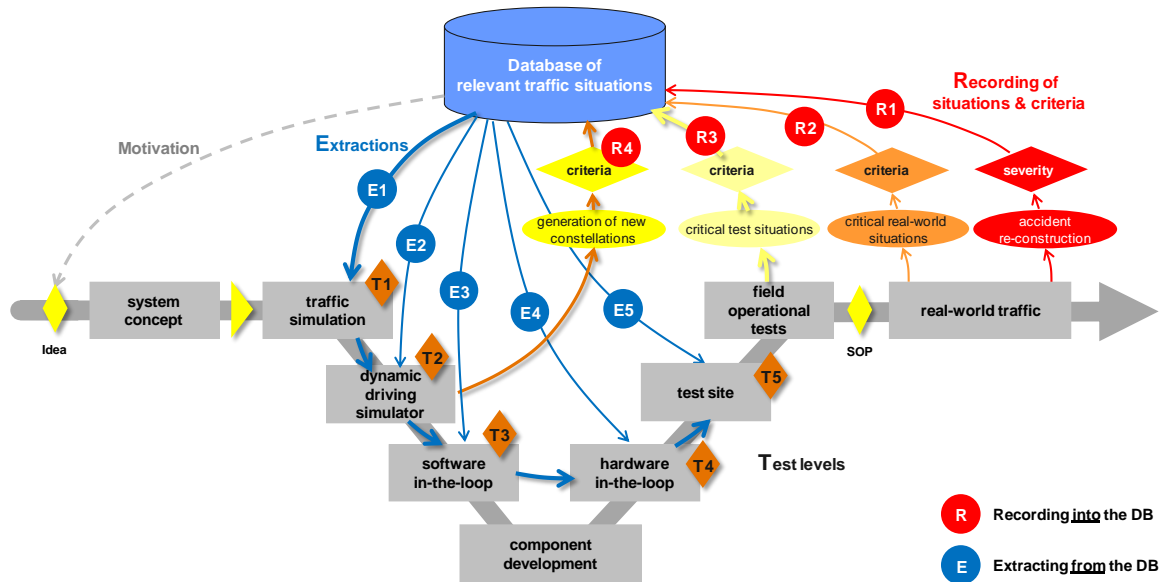 Database of
relevant traffic situations
Recording of
situations & criteria
R1
R2
R3
R4
Motivation
Extractions
E1
E2
E3
E4
E5
criteria
criteria
criteria
severity
generation of new
constellations
critical test situations
critical real-world
situations
accident
re-construction
T1
T2
T3
T4
T5
system
concept
traffic
simulation
field
operational
tests
real-world traffic
Idea
SOP
dynamic
driving
simulator
test site
software
in-the-loop
hardware
in-the-loop
Test levels
component
development
R
Recording into the DB
E
Extracting from the DB